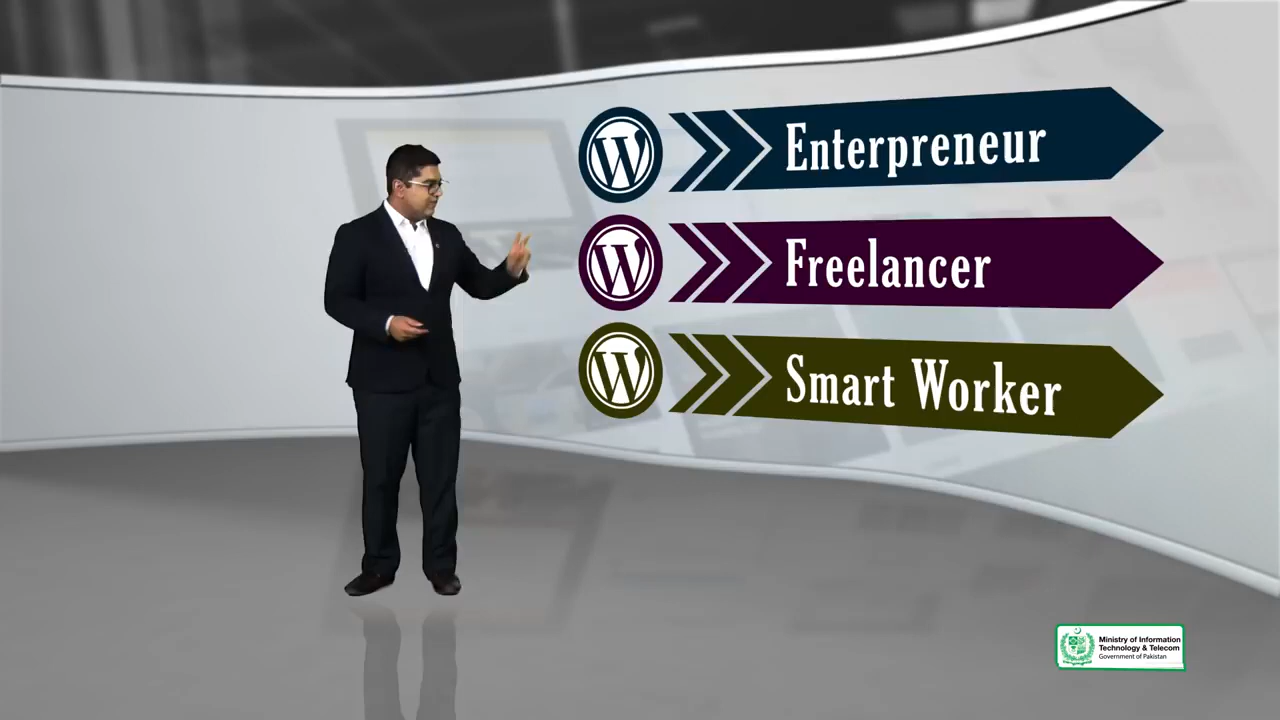 Enterpreneur
Freelancer
Smart Worker
Ministry of Information
Technology & Telecom
Government of Pakistan